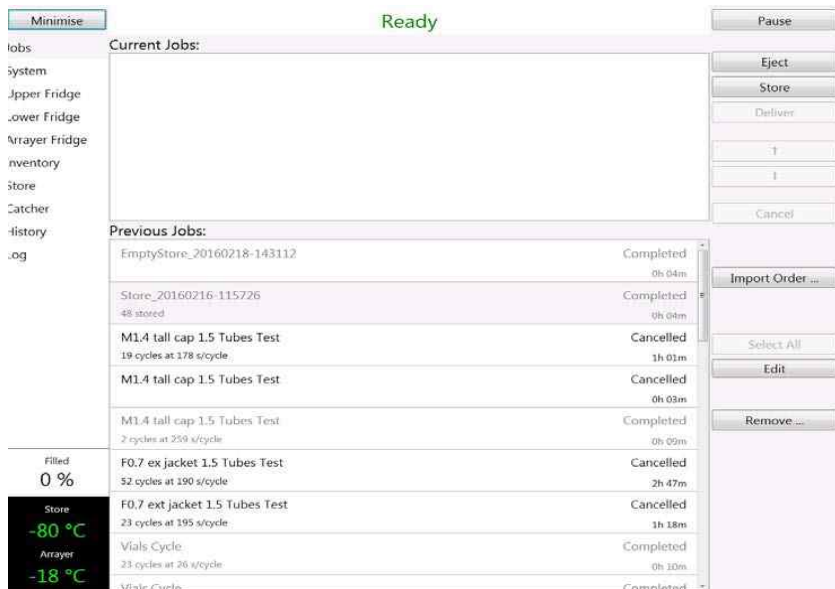 Minimise
Ready
Pause
Jobs
System
Upper Fridge
Lower Fridge
Arrayer Fridge
Inventory
Store
Catcher
History
Log
Current Jobs:
Eject
Store
Deliver
↑
↓
Cancel
Previous Jobs:
EmptyStore_20160218-143112 Completed
0h 04m
Store_20160216-115726 Completed
48 stored 0h 04m
M1.4 tall cap 1.5 Tubes Test Cancelled
19 cycles at 178 s/cycle 1h 01m
M1.4 tall cap 1.5 Tubes Test Cancelled
0h 03m
M1.4 tall cap 1.5 Tubes Test Completed
2 cycles at 259 s/cycle 0h 09m
F0.7 ex jacket 1.5 Tubes Test Cancelled
52 cycles at 190 s/cycle 2h 47m
F0.7 ext jacket 1.5 Tubes Test Cancelled
23 cycles at 195 s/cycle 1h 18m
Vials Cycle Completed
23 cycles at 26 s/cycle 0h 10m
Vials Cycle Completed
Import Order ...
Select All
Edit
Remove ...
Filled
0 %
Store
-80 °C
Arrayer
-18 °C